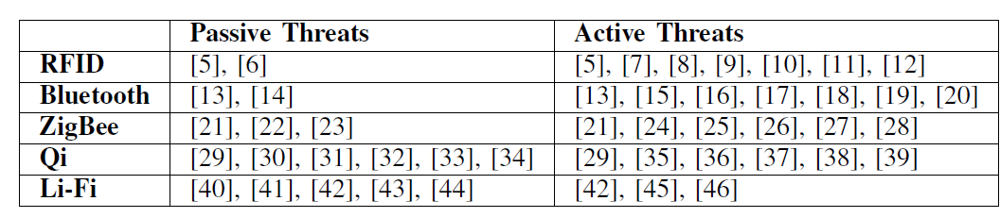 Passive Threats Active Threats
RFID [5], [6] [5], [7], [8], [9], [10], [11], [12]
Bluetooth [13], [14] [13], [15], [16], [17], [18], [19], [20]
ZigBee [21], [22], [23] [21], [24], [25], [26], [27], [28]
Qi [29], [30], [31], [32], [33], [34] [29], [35], [36], [37], [38], [39]
Li-Fi [40], [41], [42], [43], [44] [42], [45], [46]